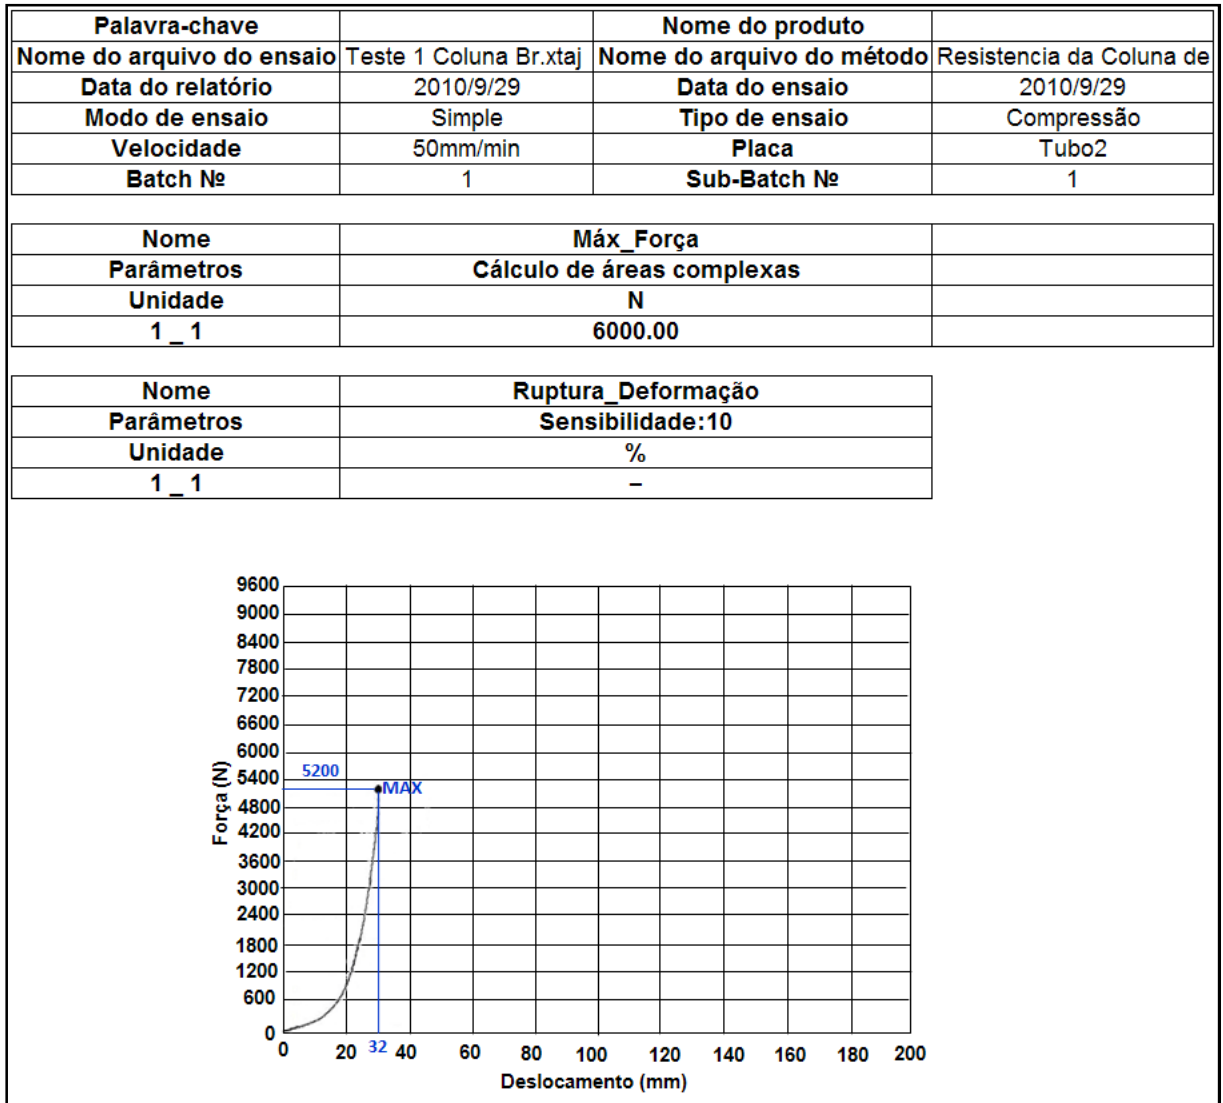 Palavra-chave Nome do produto
Nome do arquivo do ensaio Teste 1 Coluna Br.xtaj Nome do arquivo do método Resistencia da Coluna de
Data do relatório 2010/9/29 Data do ensaio 2010/9/29
Modo de ensaio Simple Tipo de ensaio Compressão
Velocidade 50mm/min Placa Tubo2
Batch Nº 1 Sub-Batch Nº 1
Nome Máx_Força
Parâmetros Cálculo de áreas complexas
Unidade N
1 _ 1 6000.00
Nome Ruptura_Deformação
Parâmetros Sensibilidade:10
Unidade %
1 _ 1 –
9600
9000
8400
7800
7200
6600
6000
5400
4800
4200
3600
3000
2400
1800
1200
600
0
Força (N)
5200
MAX
0 20 32 40 60 80 100 120 140 160 180 200
Deslocamento (mm)